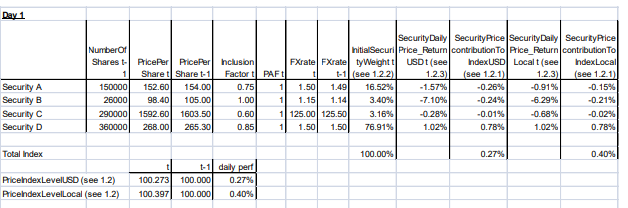 Day 1
NumberOf Shares t-1 PricePer Share t PricePer Share t-1 Inclusion Factor t PAF t FXrate t FXrate t-1 InitialSecurityWeight t (see 1.2.2) SecurityDaily Price_Return USD t (see 1.2.3) SecurityPrice contributionTo IndexUSD (see 1.2.1) SecurityDaily Price_Return Local t (see 1.2.3) SecurityPrice contributionTo IndexLocal (see 1.2.1)
Security A 150000 152.60 154.00 0.75 1 1.50 1.49 16.52% -1.57% -0.26% -0.91% -0.15%
Security B 26000 98.40 105.00 1.00 1 1.15 1.14 3.40% -7.10% -0.24% -6.29% -0.21%
Security C 290000 1592.60 1603.50 0.60 1 125.00 125.50 3.16% -0.28% -0.01% -0.68% -0.02%
Security D 360000 268.00 265.30 0.85 1 1.50 1.50 76.91% 1.02% 0.78% 1.02% 0.78%
Total Index 100.00% 0.27% 0.40%
t t-1 daily perf
PriceIndexLevelUSD (see 1.2) 100.273 100.000 0.27%
PriceIndexLevelLocal (see 1.2) 100.397 100.000 0.40%